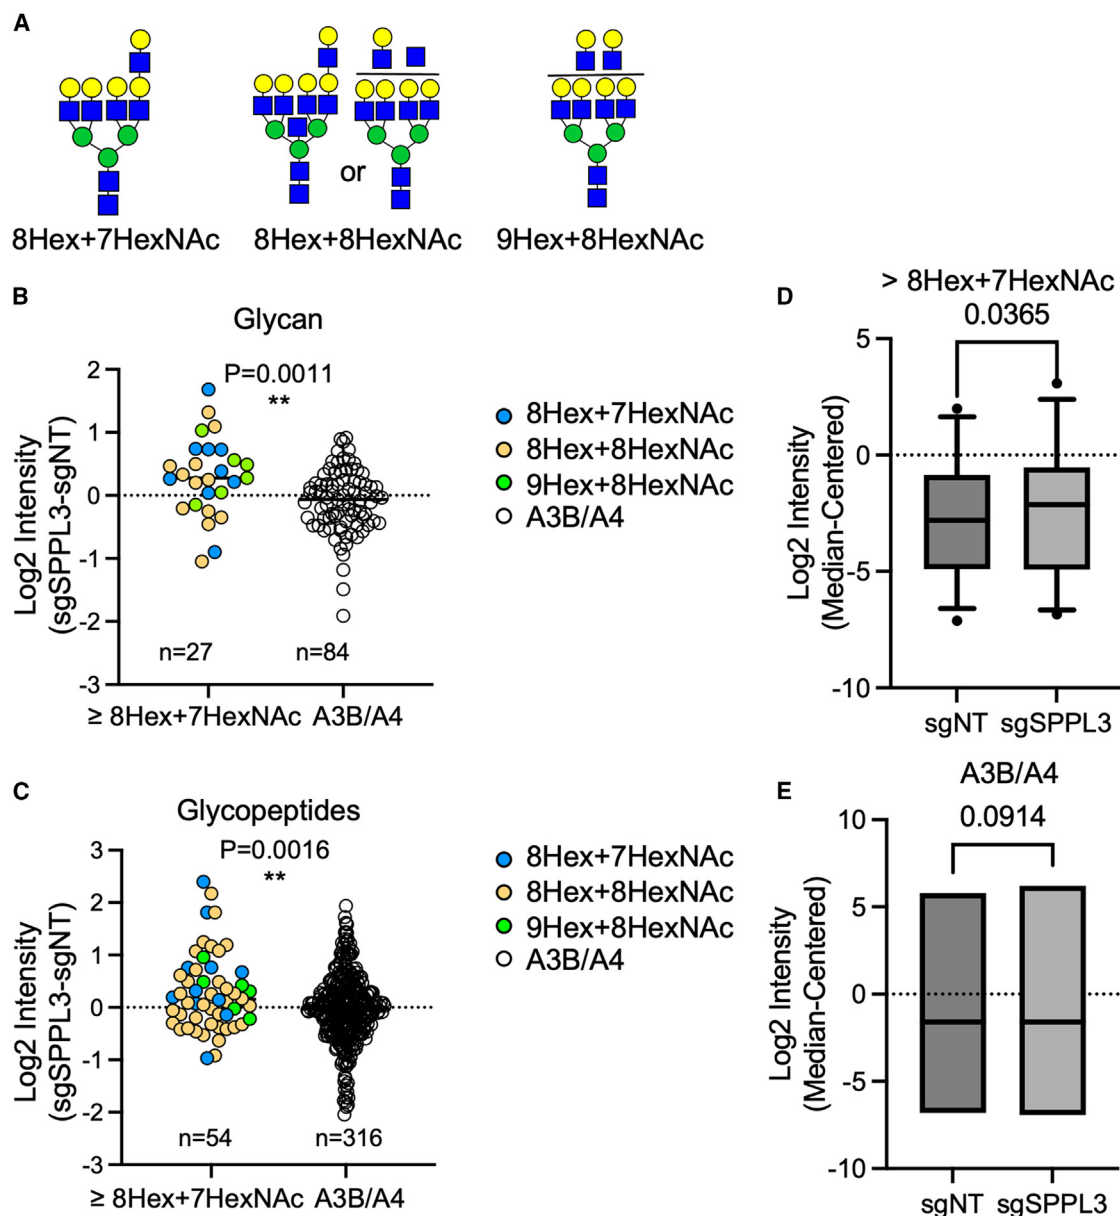 A
or
8Hex+7HexNAc
8Hex+8HexNAc
9Hex+8HexNAc
B
Glycan
P=0.0011
**
2
1
0
-1
-2
-3
Log2 Intensity
(sgSPPL3-sgNT)
n=27
n=84
≥ 8Hex+7HexNAc
A3B/A4
8Hex+7HexNAc
8Hex+8HexNAc
9Hex+8HexNAc
A3B/A4
D
> 8Hex+7HexNAc
0.0365
5
0
-5
-10
Log2 Intensity
(Median-Centered)
sgNT
sgSPPL3
C
Glycopeptides
P=0.0016
**
3
2
1
0
-1
-2
-3
Log2 Intensity
(sgSPPL3-sgNT)
n=54
n=316
≥ 8Hex+7HexNAc
A3B/A4
8Hex+7HexNAc
8Hex+8HexNAc
9Hex+8HexNAc
A3B/A4
E
A3B/A4
0.0914
10
5
0
-5
-10
Log2 Intensity
(Median-Centered)
sgNT
sgSPPL3